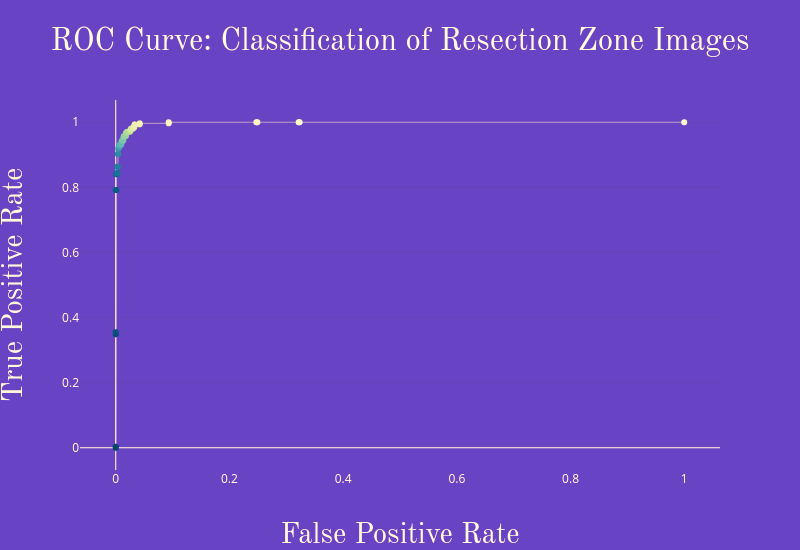 ROC Curve: Classification of Resection Zone Images
True Positive Rate
1
0.8
0.6
0.4
0.2
0
0 0.2 0.4 0.6 0.8 1
False Positive Rate